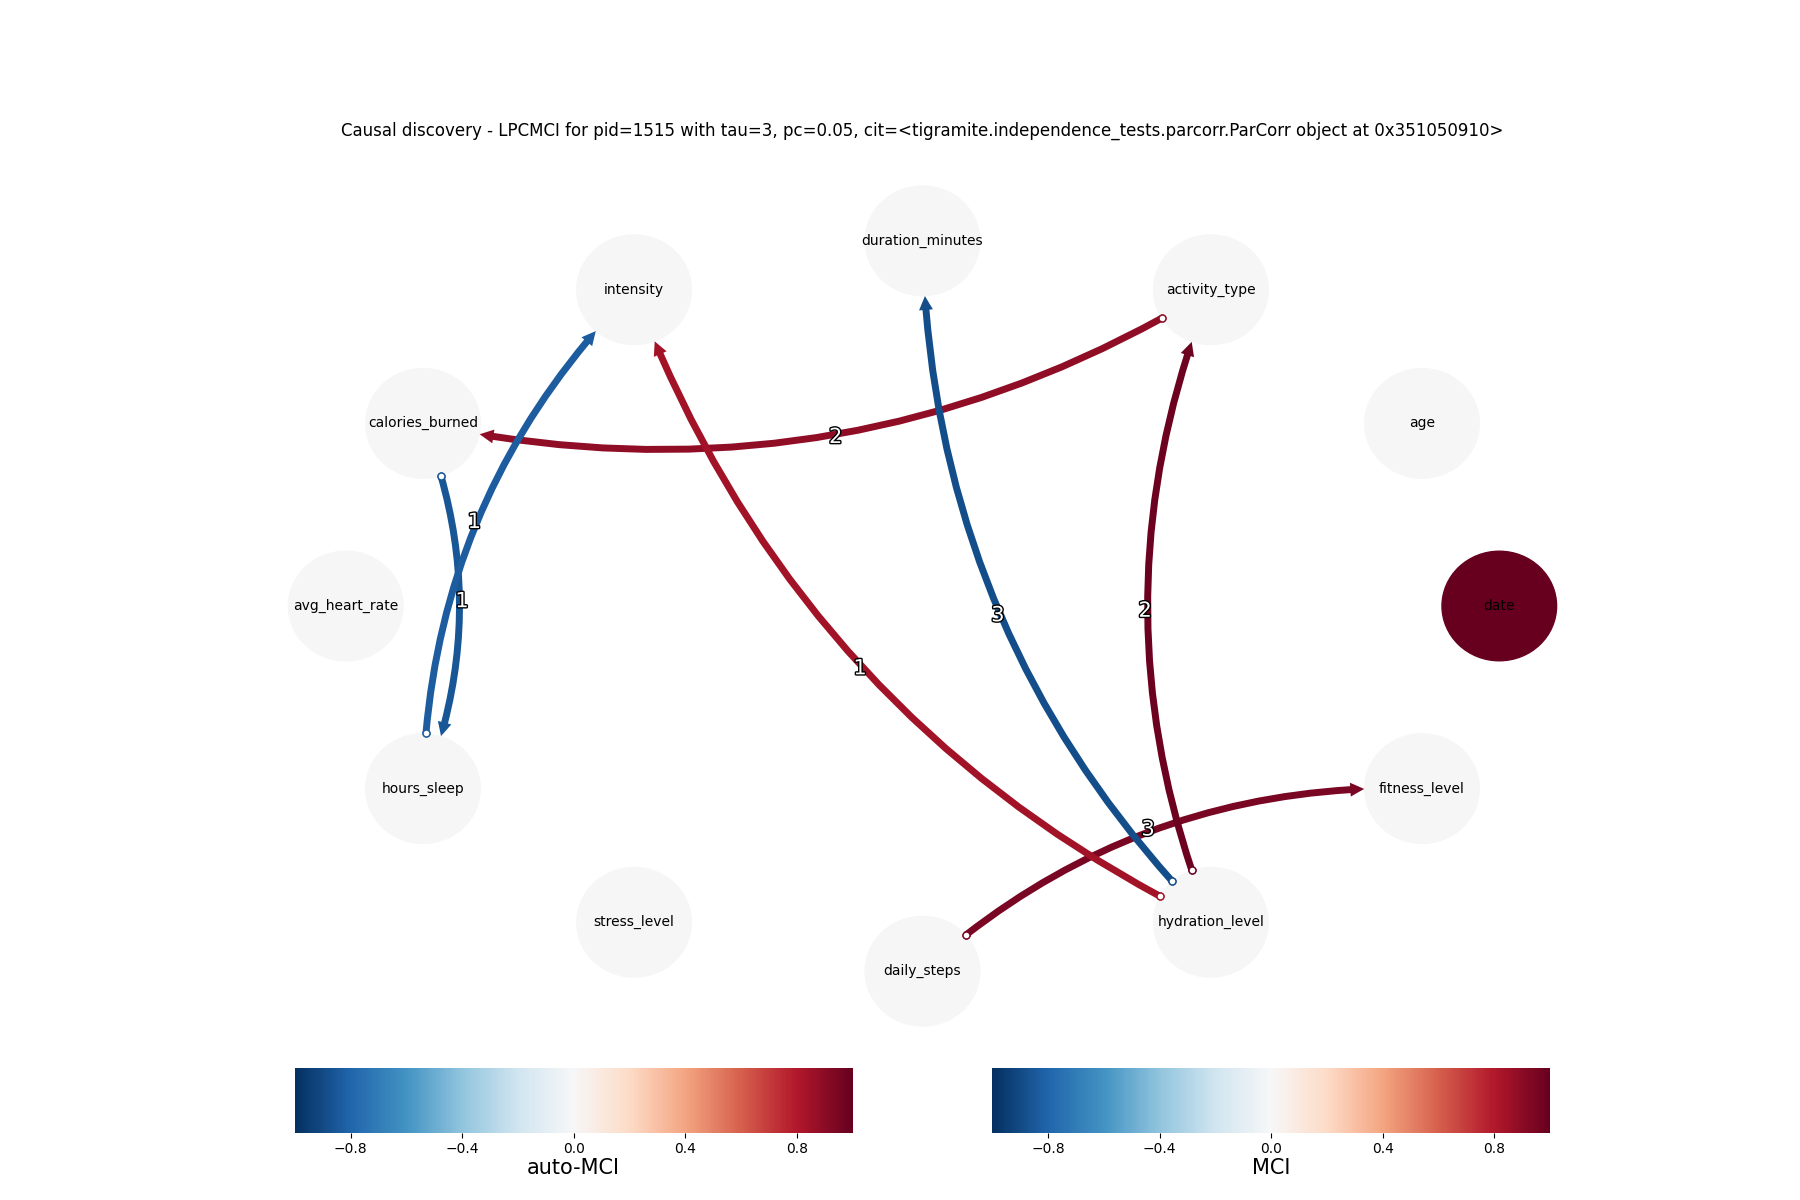 Causal discovery - LPCMCI for pid=1515 with tau=3, pc=0.05, cit=<tigramite.independence_tests.parcorr.ParCorr object at 0x351050910>
duration_minutes
intensity
activity_type
calories_burned
age
2
1
1
avg_heart_rate
date
3
2
1
hours_sleep
fitness_level
3
stress_level
hydration_level
daily_steps
−0.8 −0.4 0.0 0.4 0.8
auto-MCI
−0.8 −0.4 0.0 0.4 0.8
MCI